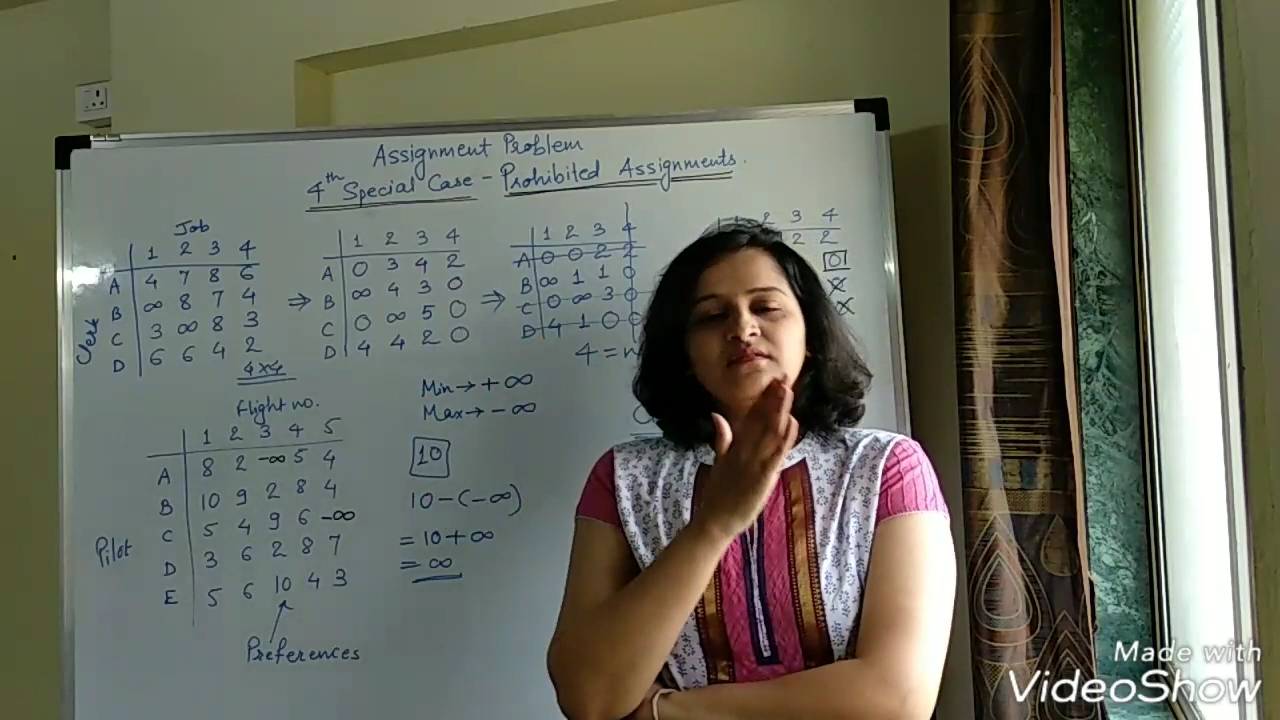 Assignment Problem
4th Special Case - Prohibited Assignments.
Job
1 2 3 4
A 4 7 8 6
B ∞ 8 7 4
C 3 ∞ 8 3
D 6 6 4 2
4×4
⇒
1 2 3 4
A 0 3 4 2
B ∞ 4 3 0
C 0 ∞ 5 0
D 4 4 2 0
⇒
1 2 3 4
A 0 0 2 2
B ∞ 1 1 0
C 0 ∞ 3 0
D 4 1 0 0
4 =
2 3 4
2 2
0
Min → + ∞
Max → - ∞
10
10 - (-∞)
= 10 + ∞
= ∞
Flight no.
1 2 3 4 5
A 8 2 -∞ 5 4
B 10 9 2 8 4
C 5 4 9 6 -∞
Pilot
D 3 6 2 8 7
E 5 6 10 4 3
Preferences
Made with
VideoShow